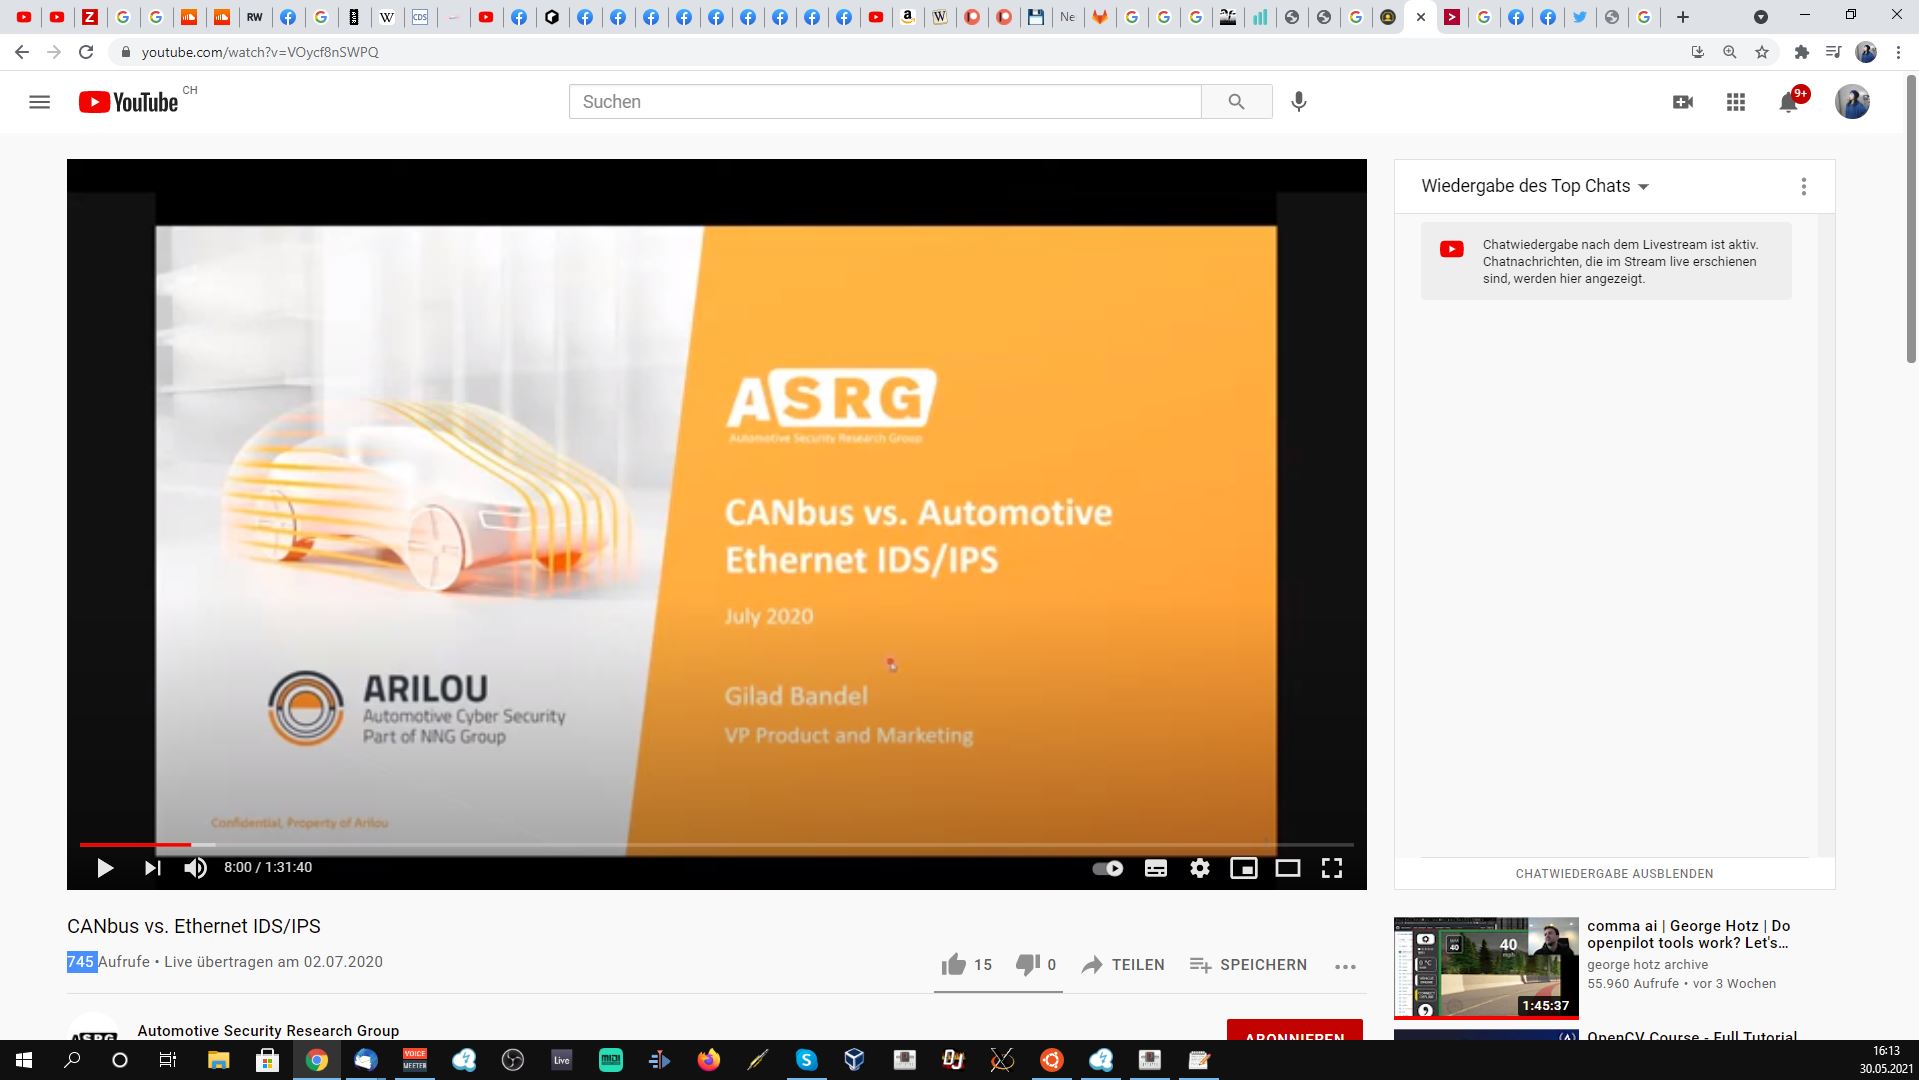 RW
W
CDS
W
Ne
youtube.com/watch?v=VOycf8nSWPQ
YouTube CH
Suchen
9+
ASRG
Automotive Security Research Group
CANbus vs. Automotive
Ethernet IDS/IPS
July 2020
Gilad Bandel
VP Product and Marketing
ARILOU
Automotive Cyber Security
Part of NNG Group
Confidential, Property of Arilou
8:00 / 1:31:40
Wiedergabe des Top Chats
Chatwiedergabe nach dem Livestream ist aktiv.
Chatnachrichten, die im Stream live erschienen
sind, werden hier angezeigt.
CHATWIEDERGABE AUSBLENDEN
CANbus vs. Ethernet IDS/IPS
745 Aufrufe • Live übertragen am 02.07.2020
15
0
TEILEN
SPEICHERN
Automotive Security Research Group
ABONNIEREN
40
1:45:37
comma ai | George Hotz | Do
openpilot tools work? Let's...
george hotz archive
55.960 Aufrufe • vor 3 Wochen
OpenCV Course - Full Tutorial
VOICE
MEETER
Live
MIDI
16:13
30.05.2021